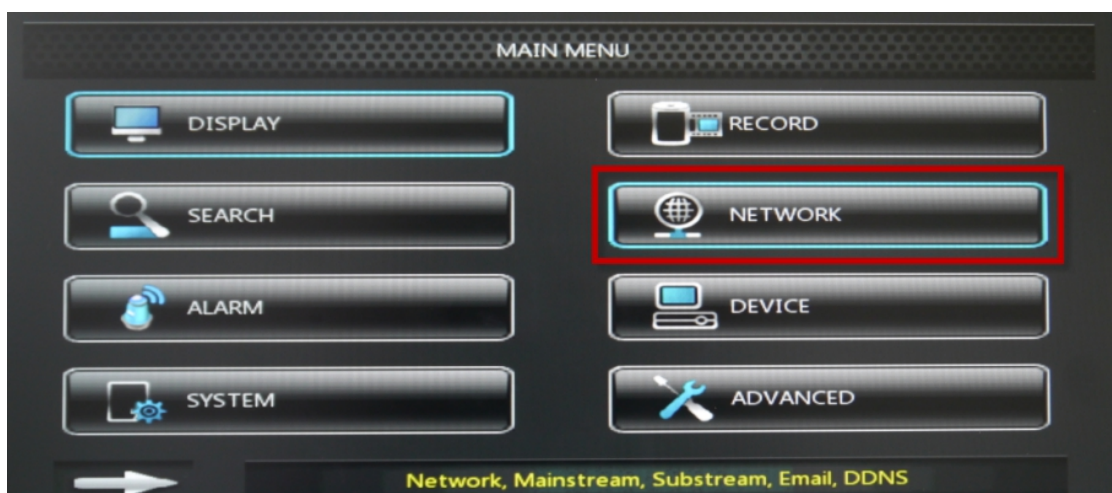 MAIN MENU
DISPLAY
RECORD
SEARCH
NETWORK
ALARM
DEVICE
SYSTEM
ADVANCED
Network, Mainstream, Substream, Email, DDNS